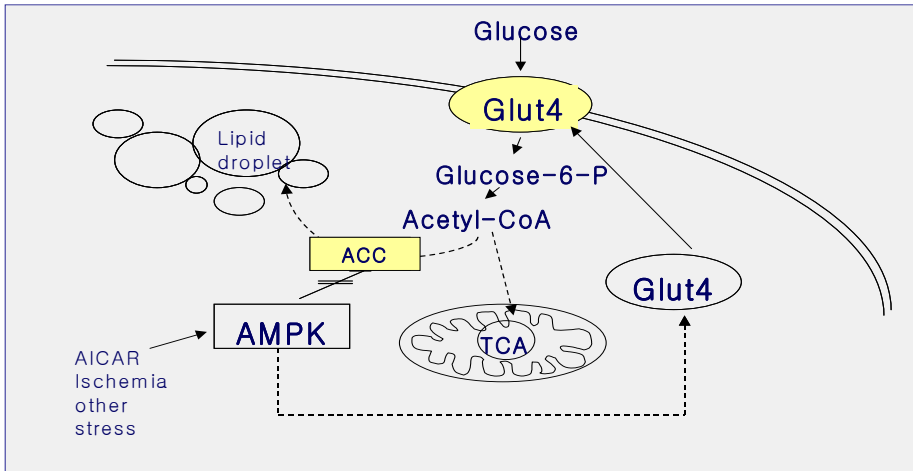 Glucose
Glut4
Lipid
droplet
Glucose-6-P
Acetyl-CoA
ACC
Glut4
AMPK
TCA
AICAR
Ischemia
other
stress